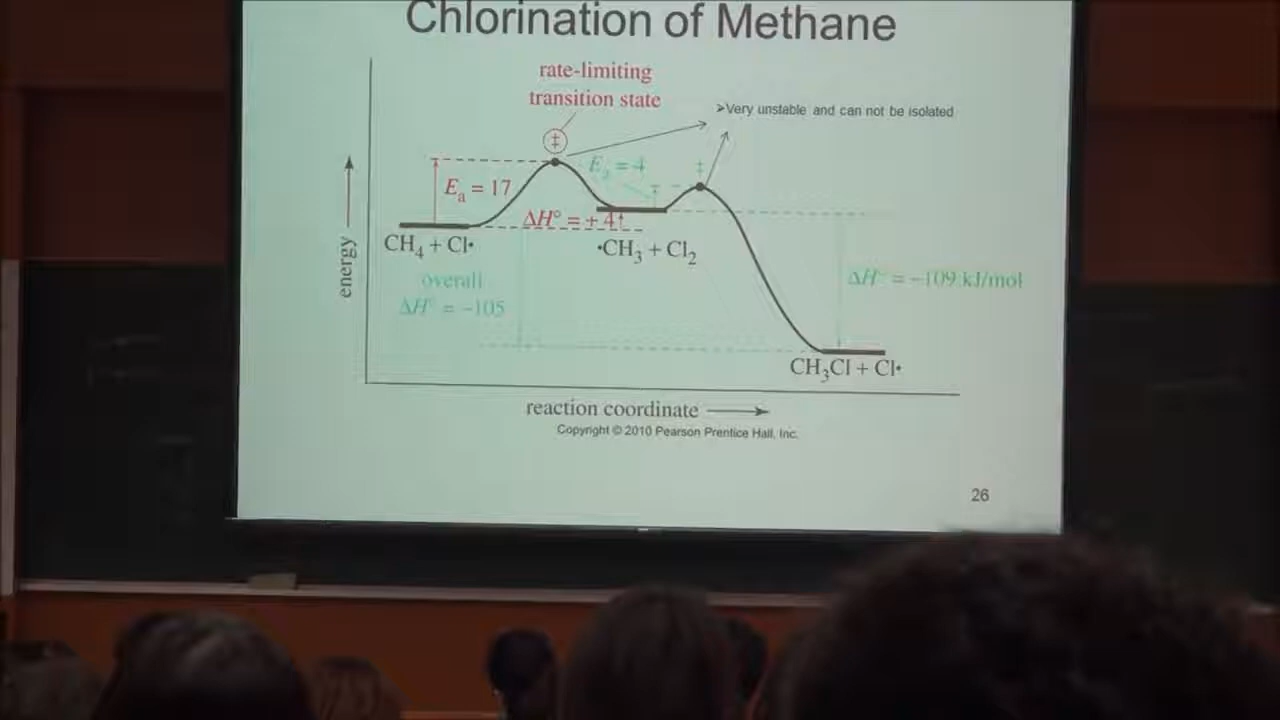 Chlorination of Methane
rate-limiting
transition state
➢Very unstable and can not be isolated
‡
Ea = 4
‡
Ea = 17
ΔH° = + 4
CH4 + Cl•
•CH3 + Cl2
energy
overall
ΔH° = −105
ΔH° = −109 kJ/mol
CH3Cl + Cl•
reaction coordinate
Copyright © 2010 Pearson Prentice Hall, Inc.
26